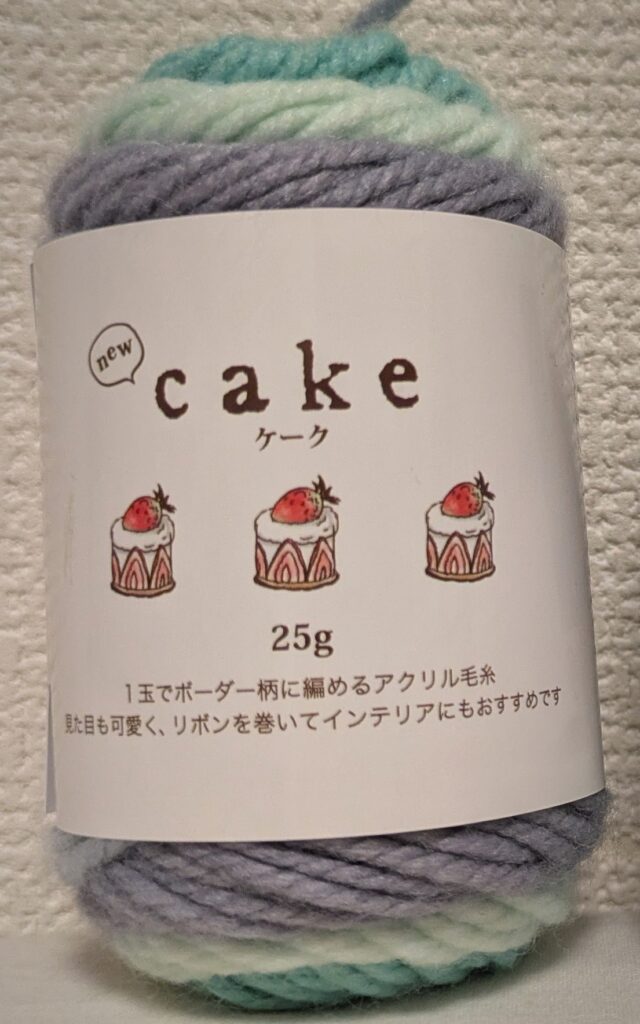 new
cake
ケーク
25g
1玉でボーダー柄に編めるアクリル毛糸
見た目も可愛く、リボンを巻いてインテリアにもおすすめです